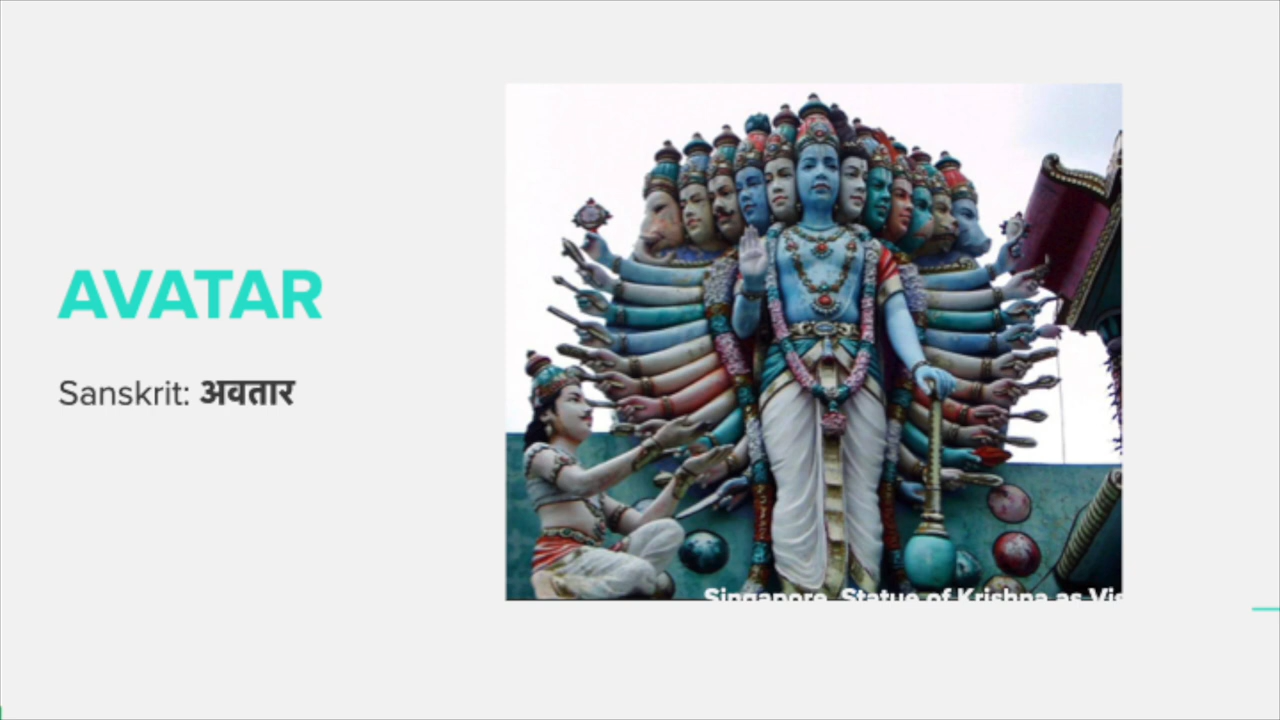 AVATAR
Sanskrit: अवतार
Singapore, Statue of Krishna as